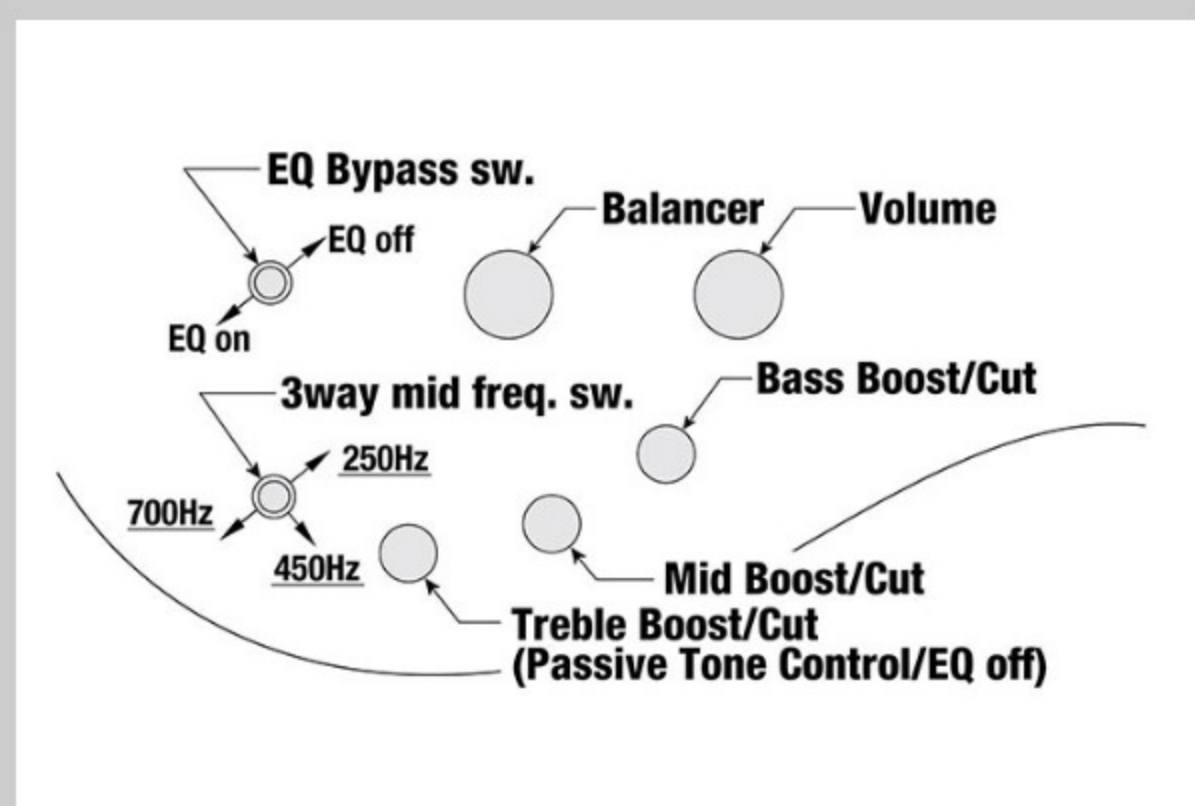 EQ Bypass sw.
Balancer
Volume
EQ off
EQ on
Bass Boost/Cut
3way mid freq. sw.
250Hz
700Hz
450Hz
Mid Boost/Cut
Treble Boost/Cut
(Passive Tone Control/EQ off)